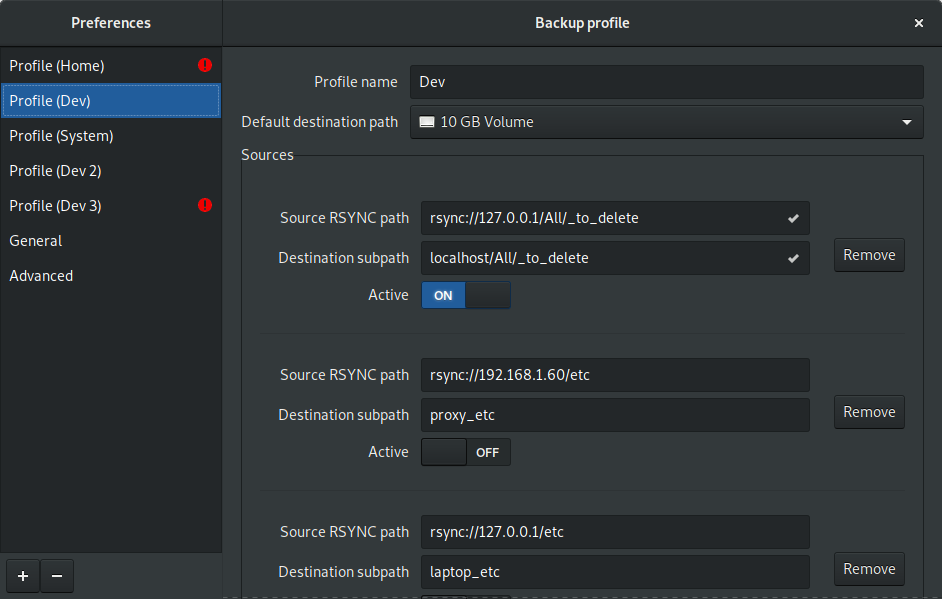 Preferences
Backup profile
Profile (Home)
Profile (Dev)
Profile (System)
Profile (Dev 2)
Profile (Dev 3)
General
Advanced
Profile name Dev
Default destination path 10 GB Volume
Sources
Source RSYNC path rsync://127.0.0.1/All/_to_delete
Destination subpath localhost/All/_to_delete
Remove
Active ON
Source RSYNC path rsync://192.168.1.60/etc
Destination subpath proxy_etc
Remove
Active OFF
Source RSYNC path rsync://127.0.0.1/etc
Destination subpath laptop_etc
Remove